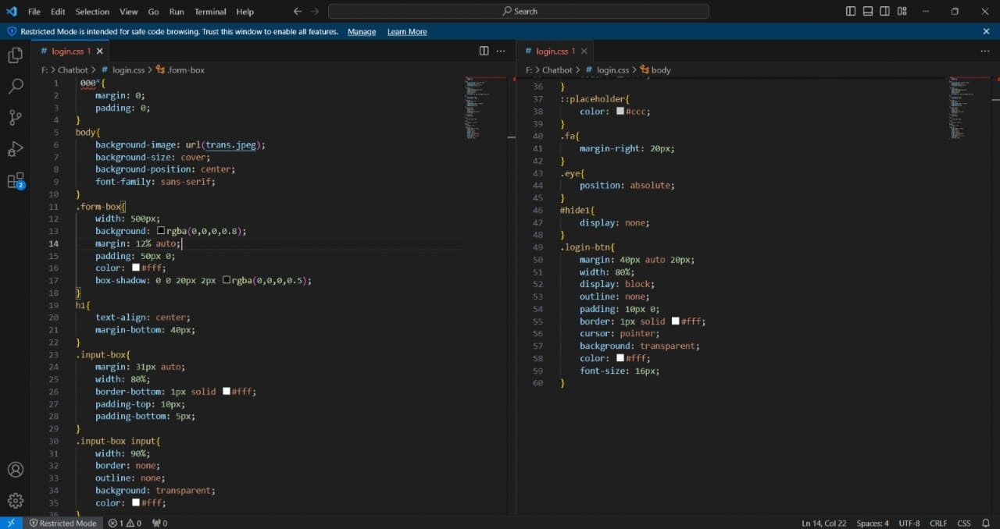 File Edit Selection View Go Run Terminal Help Search
Restricted Mode is intended for safe code browsing. Trust this window to enable all features. Manage Learn More
# login.css 1
F: > Chatbot > # login.css > .form-box
1 000*{
2 margin: 0;
3 padding: 0;
4 }
5 body{
6 background-image: url(trans.jpeg);
7 background-size: cover;
8 background-position: center;
9 font-family: sans-serif;
10 }
11 .form-box{
12 width: 500px;
13 background: rgba(0,0,0,0.8);
14 margin: 12% auto;
15 padding: 50px 0;
16 color: #fff;
17 box-shadow: 0 0 20px 2px rgba(0,0,0,0.5);
18 }
19 h1{
20 text-align: center;
21 margin-bottom: 40px;
22 }
23 .input-box{
24 margin: 31px auto;
25 width: 80%;
26 border-bottom: 1px solid #fff;
27 padding-top: 10px;
28 padding-bottom: 5px;
29 }
30 .input-box input{
31 width: 90%;
32 border: none;
33 outline: none;
34 background: transparent;
35 color: #fff;
36 }
# login.css 1
F: > Chatbot > # login.css > body
36 }
37 ::placeholder{
38 color: #ccc;
39 }
40 .fa{
41 margin-right: 20px;
42 }
43 .eye{
44 position: absolute;
45 }
46 #hide1{
47 display: none;
48 }
49 .login-btn{
50 margin: 40px auto 20px;
51 width: 80%;
52 display: block;
53 outline: none;
54 padding: 10px 0;
55 border: 1px solid #fff;
56 cursor: pointer;
57 background: transparent;
58 color: #fff;
59 font-size: 16px;
60 }
2
Restricted Mode 1 0 0 Ln 14, Col 22 Spaces: 4 UTF-8 CRLF CSS